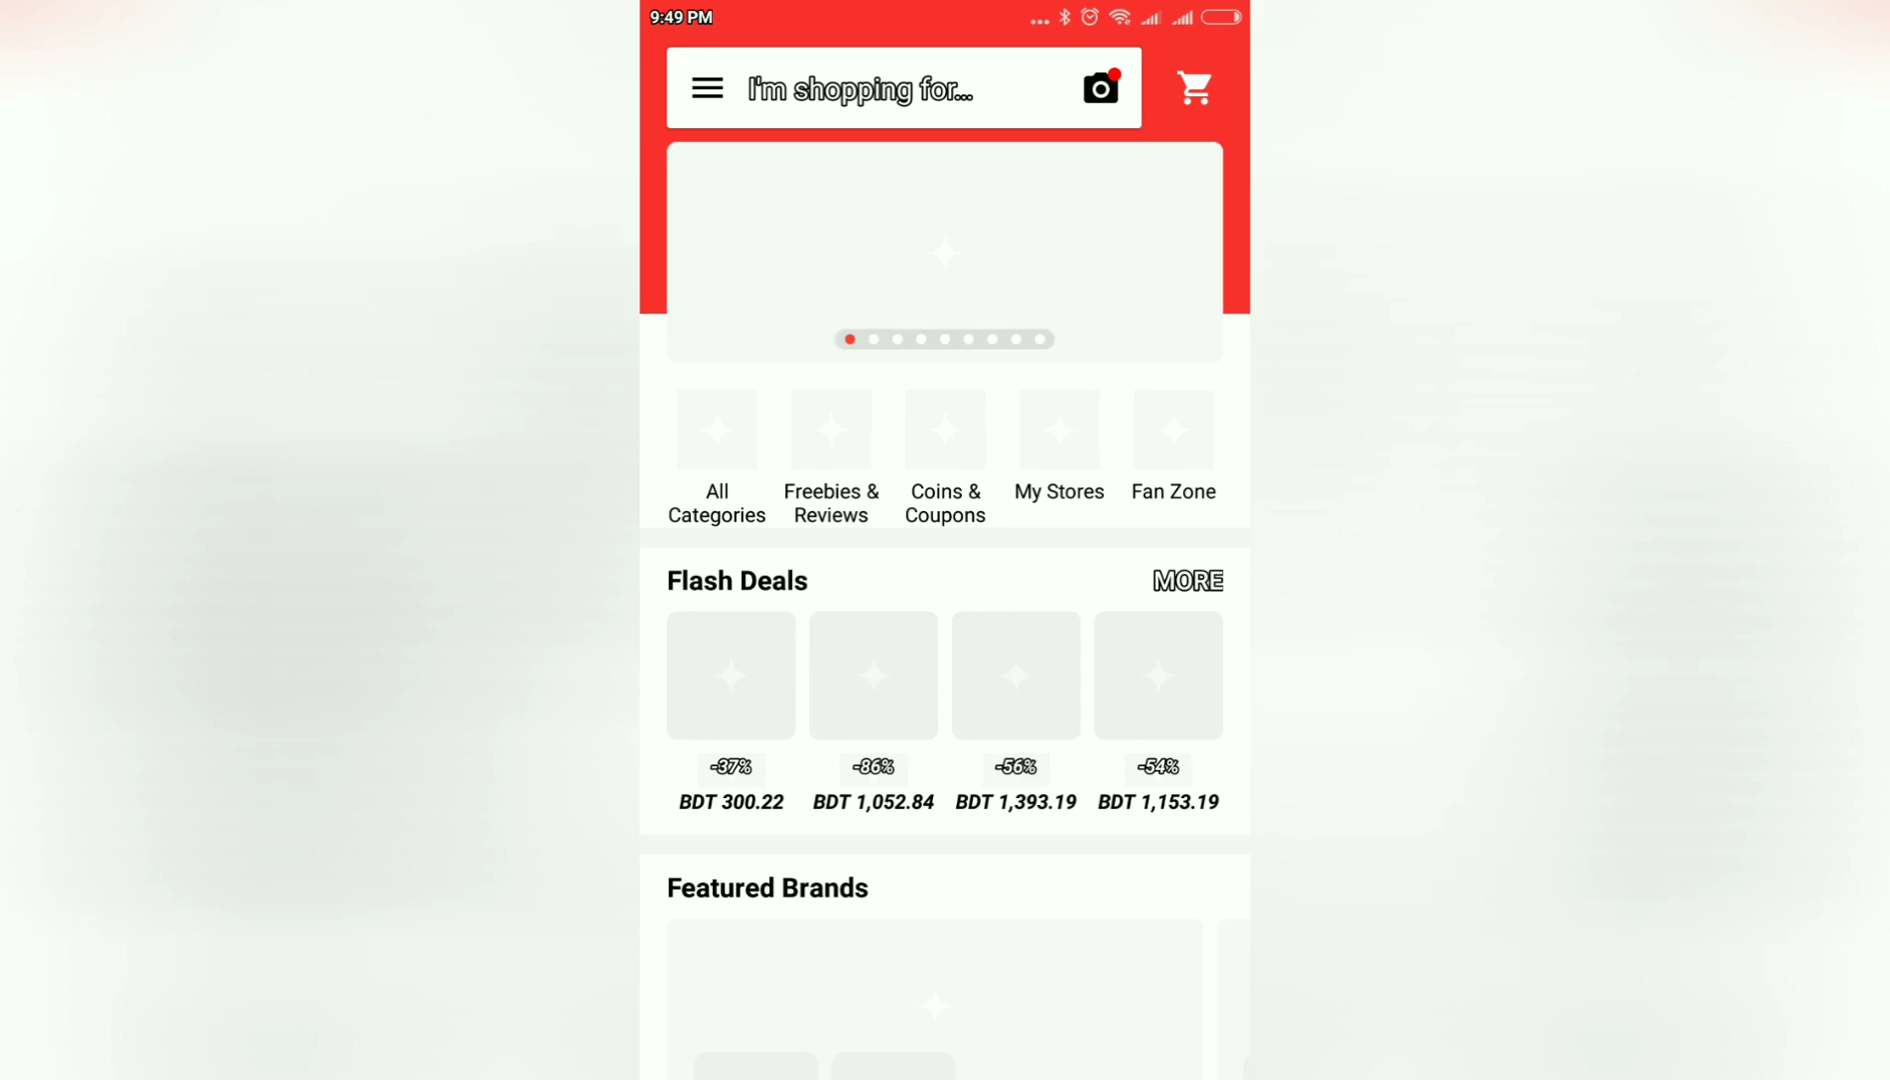 9:49 PM
I'm shopping for...
All Categories
Freebies & Reviews
Coins & Coupons
My Stores
Fan Zone
Flash Deals
MORE
-37%
-86%
-56%
-54%
BDT 300.22
BDT 1,052.84
BDT 1,393.19
BDT 1,153.19
Featured Brands